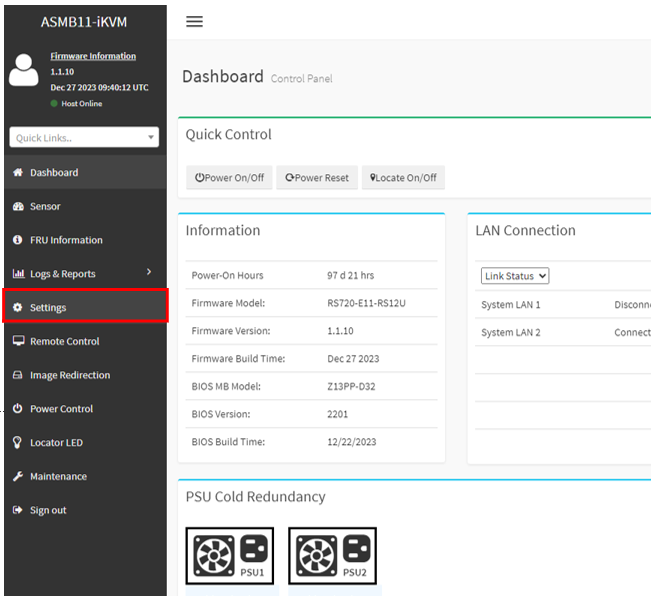 ASMB11-iKVM
Firmware Information
1.1.10
Dec 27 2023 09:40:12 UTC
Host Online
Quick Links..
Dashboard
Sensor
FRU Information
Logs & Reports
Settings
Remote Control
Image Redirection
Power Control
Locator LED
Maintenance
Sign out
Dashboard Control Panel
Quick Control
Power On/Off Power Reset Locate On/Off
Information
Power-On Hours 97 d 21 hrs
Firmware Model: RS720-E11-RS12U
Firmware Version: 1.1.10
Firmware Build Time: Dec 27 2023
BIOS MB Model: Z13PP-D32
BIOS Version: 2201
BIOS Build Time: 12/22/2023
LAN Connection
Link Status
System LAN 1 Disconn
System LAN 2 Connect
PSU Cold Redundancy
PSU1 PSU2